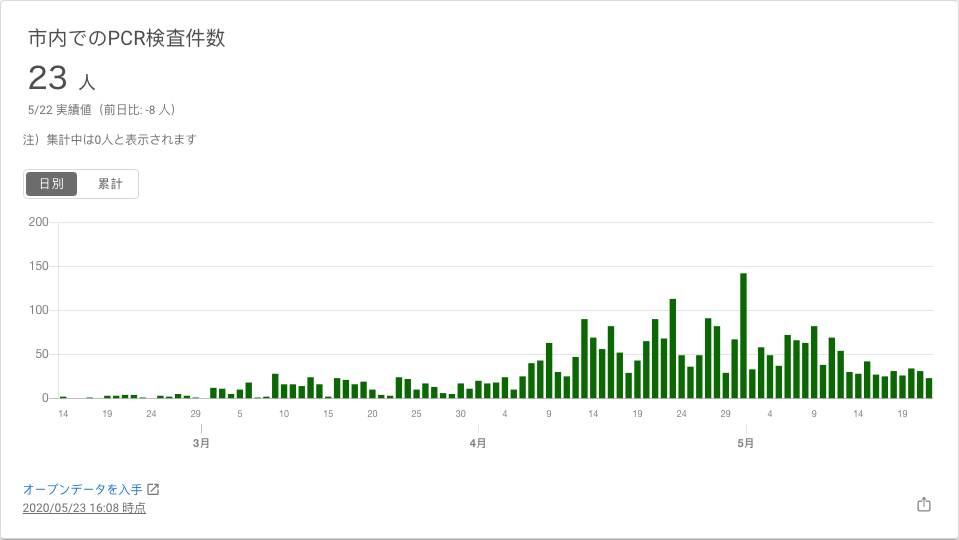 市内でのPCR検査件数
23 人
5/22 実績値（前日比: -8 人）
注）集計中は0人と表示されます
日別 累計
200
150
100
50
0
14 19 24 29 5 10 15 20 25 30 4 9 14 19 24 29 4 9 14 19
3月 4月 5月
オープンデータを入手
2020/05/23 16:08 時点